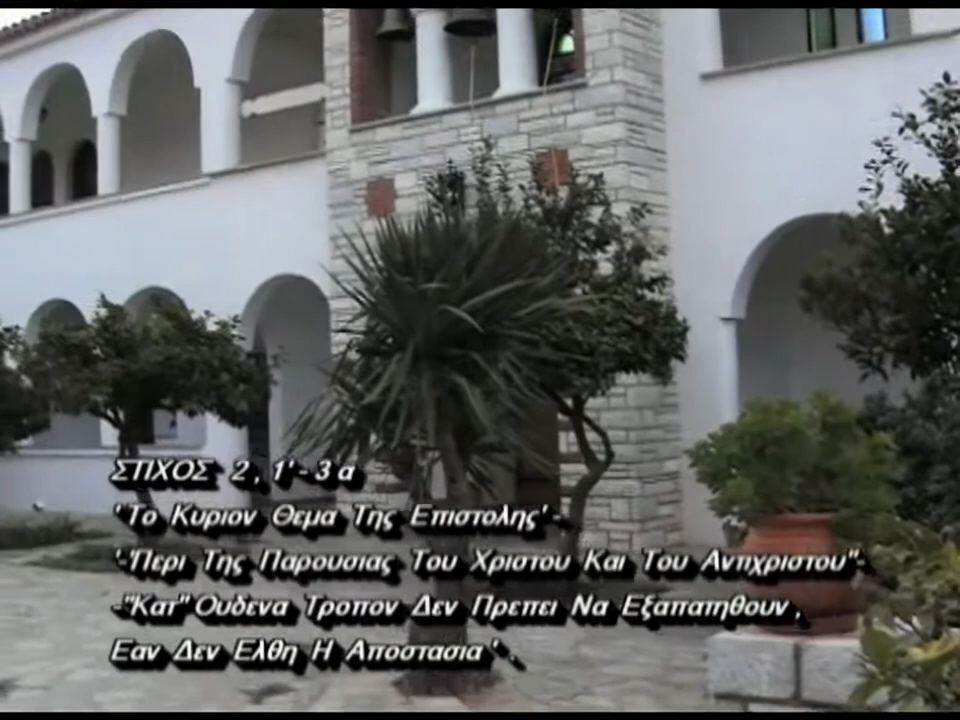 ΣΤΙΧΟΣ 2 , 1' - 3 α
'Το Κυριον Θεμα Της Επιστολης' -
'-'Περι Της Παρουσιας Του Χριστου Και Του Αντιχριστου"-
-"Κατ" Ουδενα Τροπον Δεν Πρεπει Να Εξαπατηθουν ,
Εαν Δεν Ελθη Η Αποστασια ' .